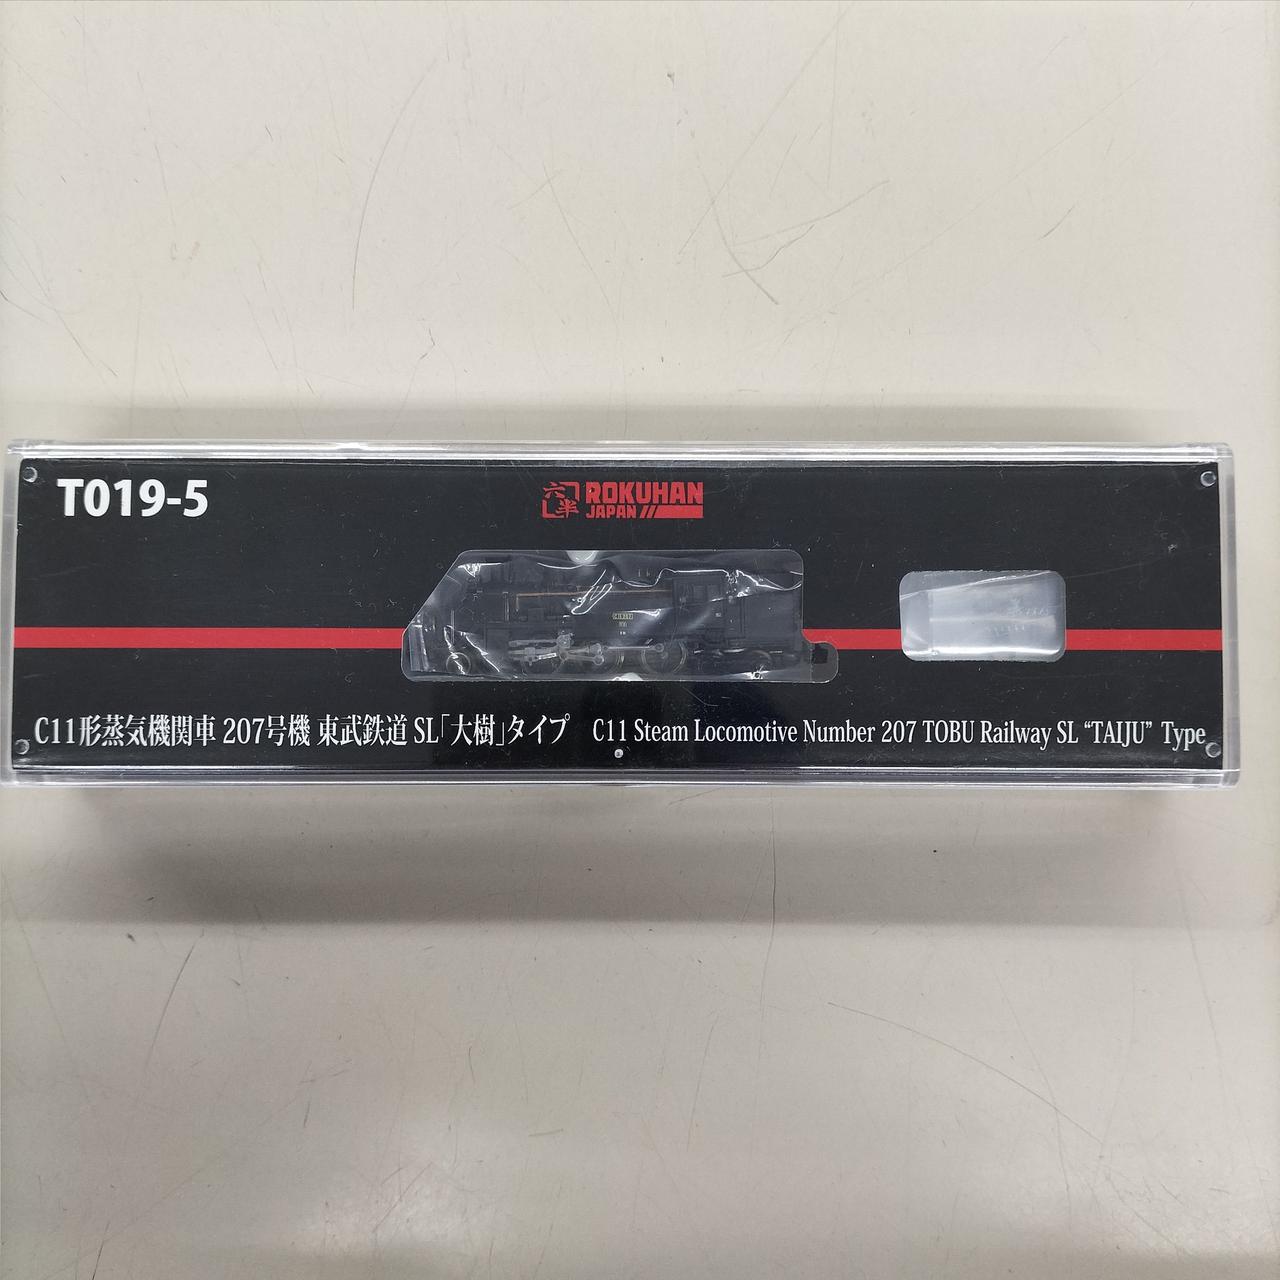 T019-5
六半 ROKUHAN
JAPAN
C11 207
C11形蒸気機関車 207号機 東武鉄道 SL「大樹」タイプ C11 Steam Locomotive Number 207 TOBU Railway SL “TAIJU” Type